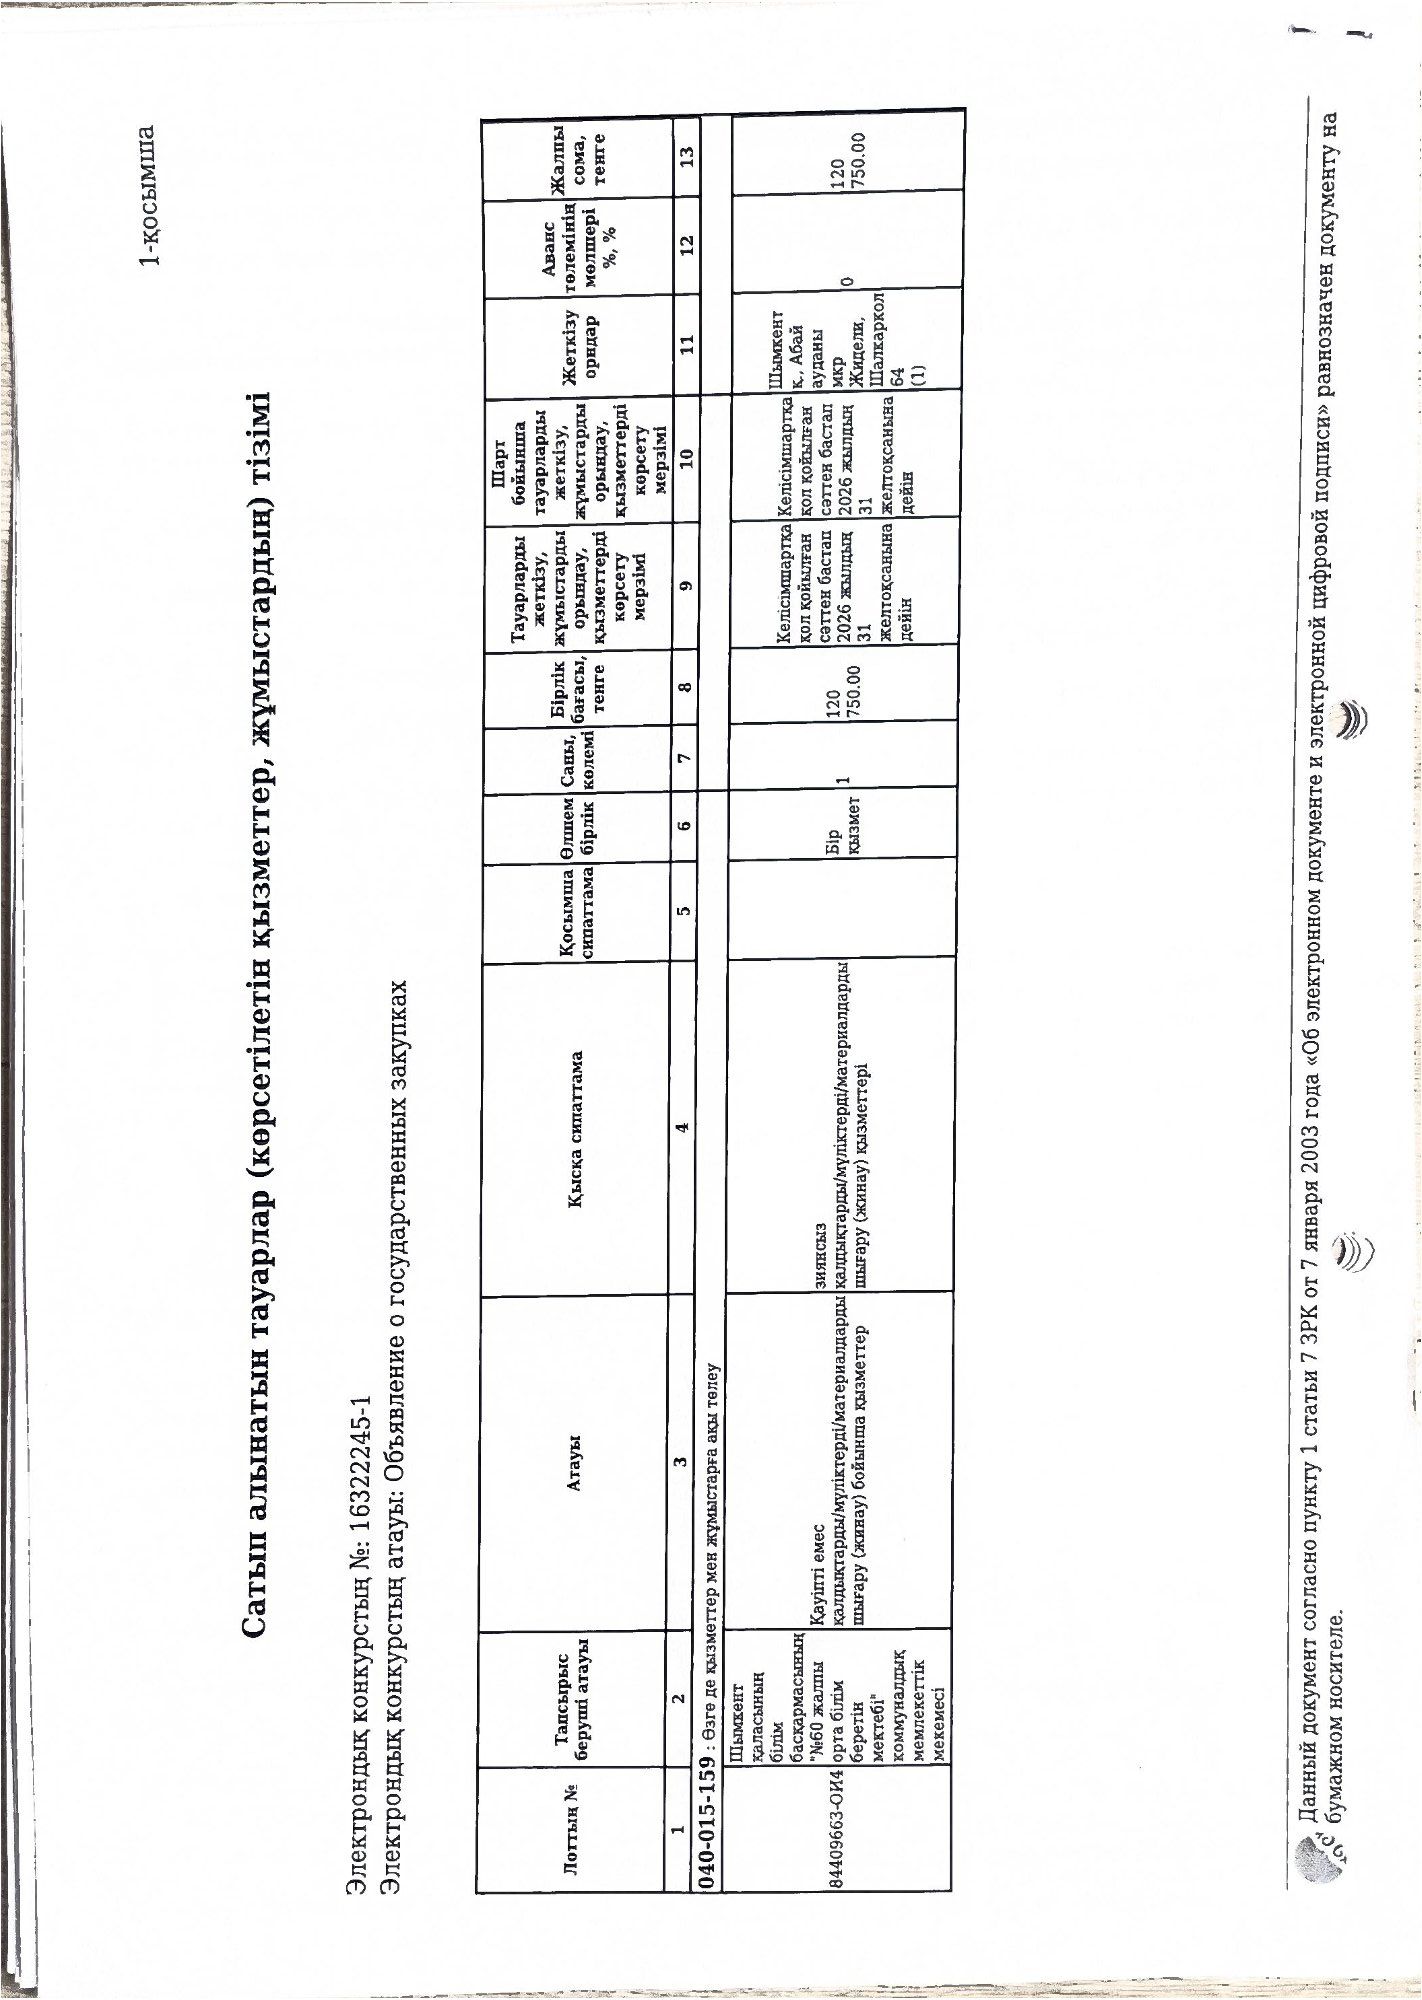 1-қосымша
Сатып алынатын тауарлар (көрсетілетін қызметтер, жұмыстардың) тізімі
Электрондық конкурстың №: 16322245-1
Электрондық конкурстың атауы: Объявление о государственных закупках
Лоттың №
Тапсырыс
беруші атауы
Атауы
Қысқа сипаттама
Қосымша
сипаттама
Өлшем
бірлік
Саны,
көлемі
Бірлік
бағасы,
тенге
Тауарларды
жеткізу,
жұмыстарды
орындау,
қызметтерді
көрсету
мерзімі
Шарт
бойынша
тауарларды
жеткізу,
жұмыстарды
орындау,
қызметтерді
көрсету
мерзімі
Жеткізу
орндар
Аванс
төлемінің
мөлшері
%, %
Жалпы
сома,
тенге
1 2 3 4 5 6 7 8 9 10 11 12 13
040-015-159 : Өзге де қызметтер мен жұмыстарға ақы төлеу
84409663-ОИ4
Шымкент
қаласының
білім
басқармасының
"№60 жалпы
орта білім
беретін
мектебі"
коммуналдық
мемлекеттік
мекемесі
Қауіпті емес
қалдықтарды/мүліктерді/материалдарды
шығару (жинау) бойынша қызметтер
зиянсыз
қалдықтарды/мүліктерді/материалдарды
шығару (жинау) қызметтері
Бір
қызмет
1
120
750.00
Келісімшартқа
қол қойылған
сәттен бастап
2026 жылдың
31
желтоқсанына
дейін
Келісімшартқа
қол қойылған
сәттен бастап
2026 жылдың
31
желтоқсанына
дейін
Шымкент
қ., Абай
ауданы
мкр
Жидели,
Шалкаркол
64
(1)
0
120
750.00
Данный документ согласно пункту 1 статьи 7 ЗРК от 7 января 2003 года «Об электронном документе и электронной цифровой подписи» равнозначен документу на
бумажном носителе.